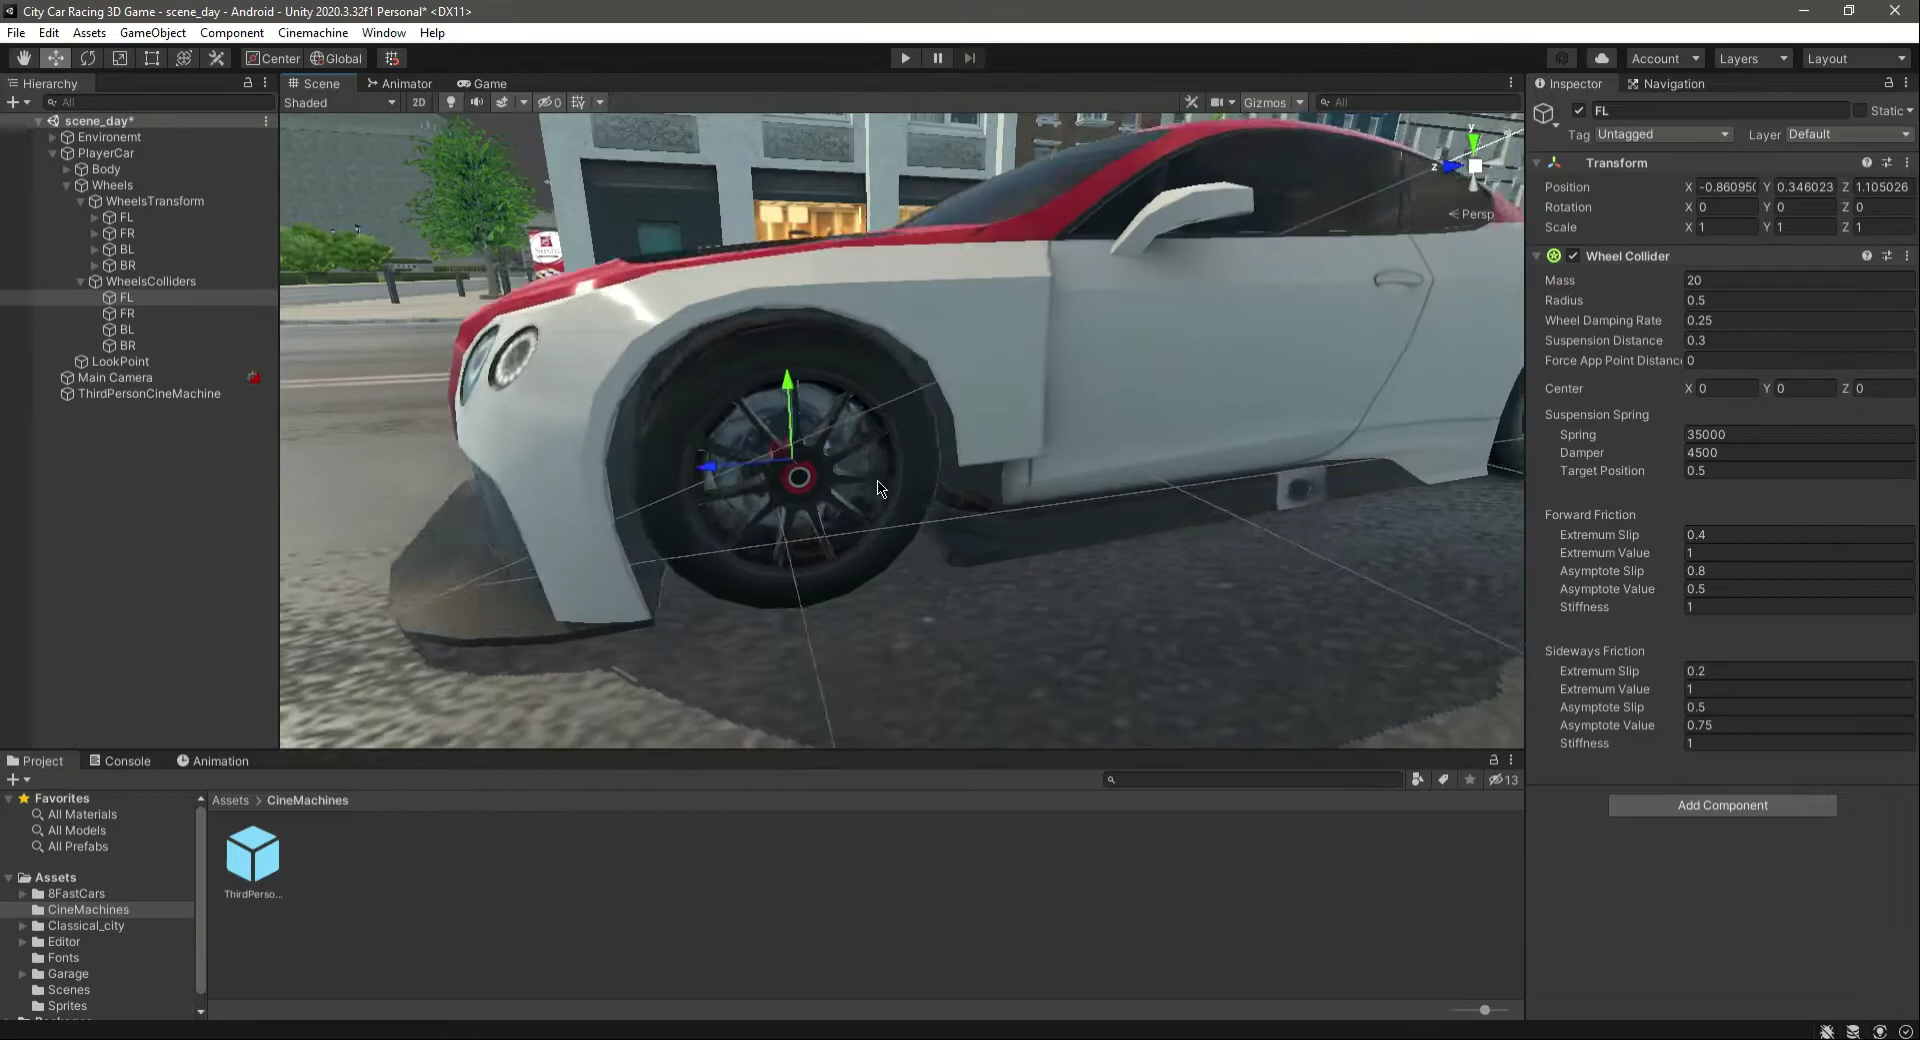 City Car Racing 3D Game - scene_day - Android - Unity 2020.3.32f1 Personal* <DX11>
File Edit Assets GameObject Component Cinemachine Window Help
Center Global
Account Layers Layout
Hierarchy
All
scene_day*
Environemt
PlayerCar
Body
Wheels
WheelsTransform
FL
FR
BL
BR
WheelsColliders
FL
FR
BL
BR
LookPoint
Main Camera
ThirdPersonCineMachine
Scene Animator Game
Shaded 2D 0 Gizmos All
y
z
Persp
Inspector Navigation
FL Static
Tag Untagged Layer Default
Transform
Position X -0.86095( Y 0.346023 Z 1.105026
Rotation X 0 Y 0 Z 0
Scale X 1 Y 1 Z 1
Wheel Collider
Mass 20
Radius 0.5
Wheel Damping Rate 0.25
Suspension Distance 0.3
Force App Point Distanc 0
Center X 0 Y 0 Z 0
Suspension Spring
Spring 35000
Damper 4500
Target Position 0.5
Forward Friction
Extremum Slip 0.4
Extremum Value 1
Asymptote Slip 0.8
Asymptote Value 0.5
Stiffness 1
Sideways Friction
Extremum Slip 0.2
Extremum Value 1
Asymptote Slip 0.5
Asymptote Value 0.75
Stiffness 1
Add Component
Project Console Animation
13
Favorites
All Materials
All Models
All Prefabs
Assets
8FastCars
CineMachines
Classical_city
Editor
Fonts
Garage
Scenes
Sprites
Assets > CineMachines
ThirdPerso...